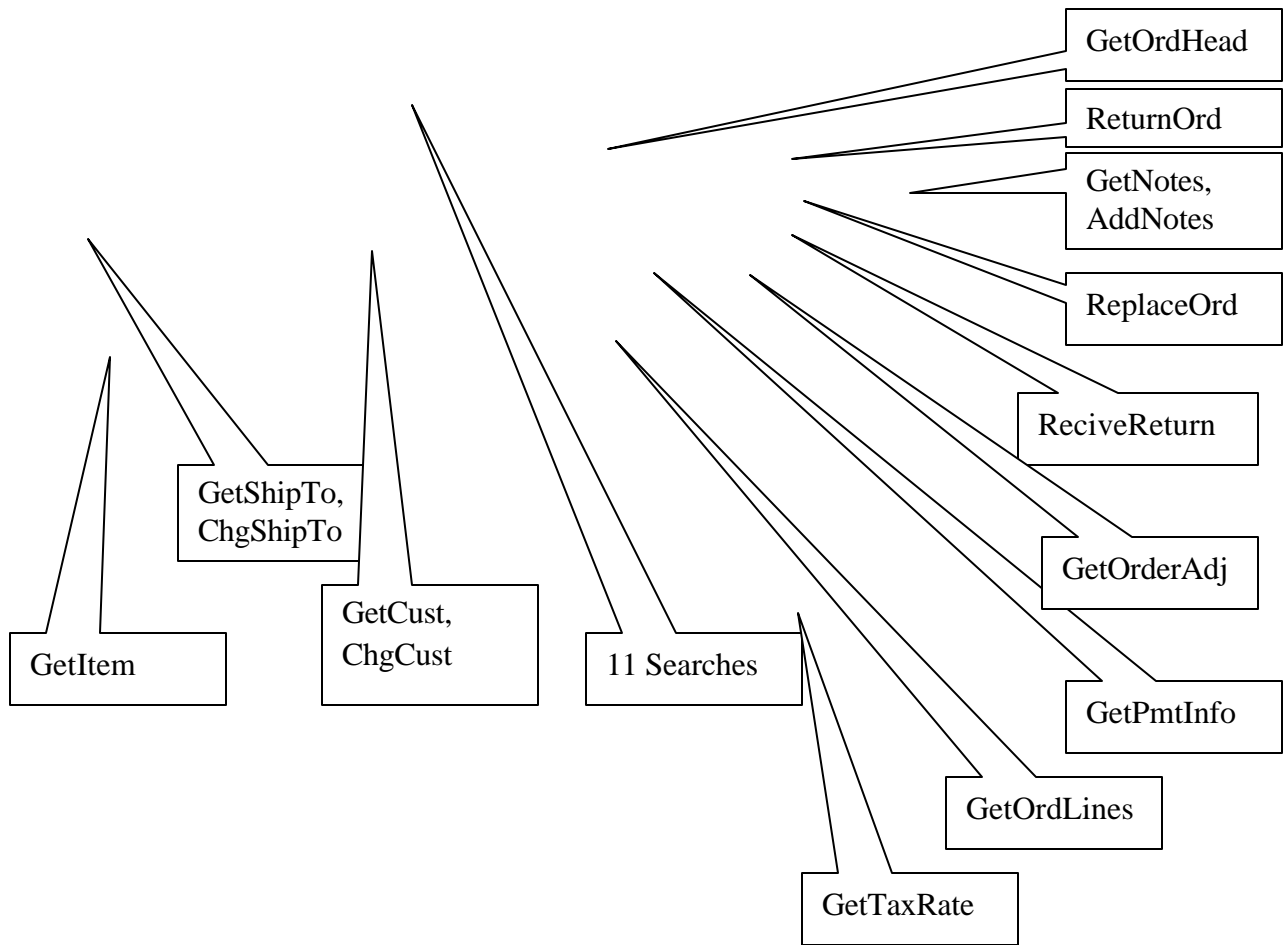 GetOrdHead
ReturnOrd
GetNotes,
AddNotes
ReplaceOrd
ReciveReturn
GetShipTo,
ChgShipTo
GetOrderAdj
GetCust,
ChgCust
GetItem
11 Searches
GetPmtInfo
GetOrdLines
GetTaxRate